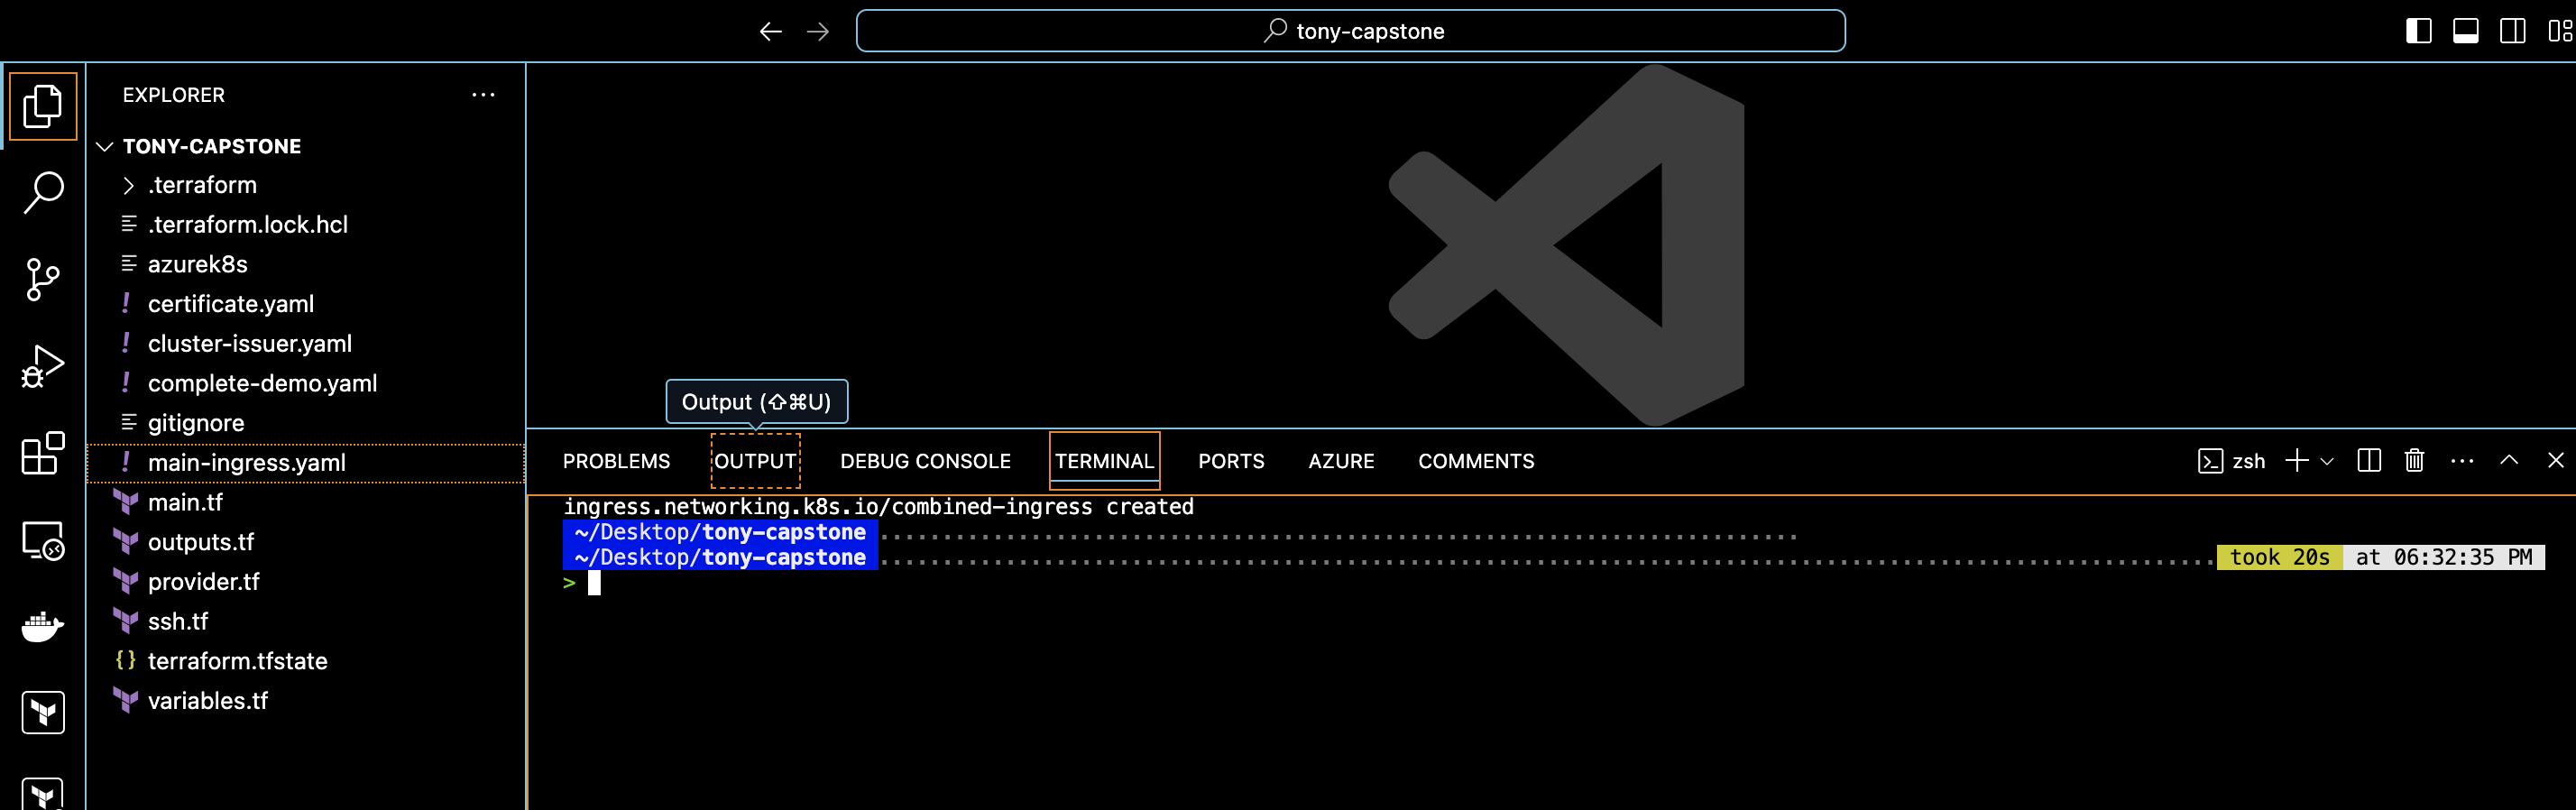 tony-capstone
EXPLORER
TONY-CAPSTONE
.terraform
.terraform.lock.hcl
azurek8s
certificate.yaml
cluster-issuer.yaml
complete-demo.yaml
gitignore
main-ingress.yaml
main.tf
outputs.tf
provider.tf
ssh.tf
terraform.tfstate
variables.tf
Output (⇧⌘U)
PROBLEMS OUTPUT DEBUG CONSOLE TERMINAL PORTS AZURE COMMENTS zsh
ingress.networking.k8s.io/combined-ingress created
~/Desktop/tony-capstone
~/Desktop/tony-capstone took 20s at 06:32:35 PM
>